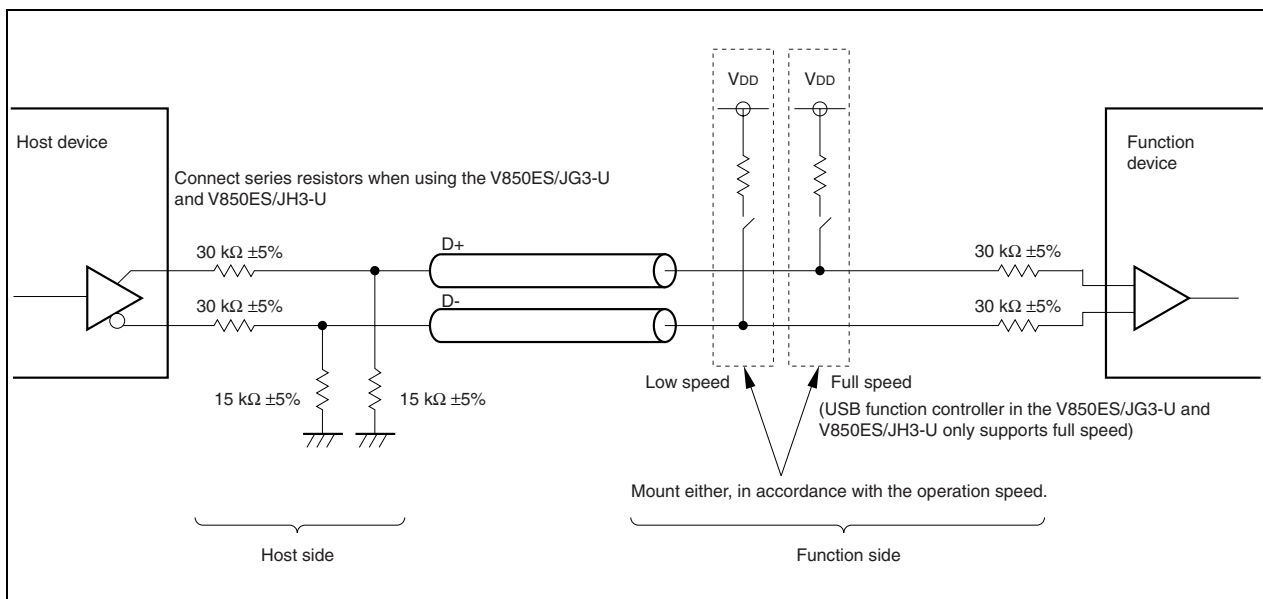 VDD
VDD
Host device
Function
device
Connect series resistors when using the V850ES/JG3-U
and V850ES/JH3-U
D+
30 kΩ ±5%
30 kΩ ±5%
D-
30 kΩ ±5%
30 kΩ ±5%
15 kΩ ±5%
15 kΩ ±5%
Low speed
Full speed
(USB function controller in the V850ES/JG3-U and
V850ES/JH3-U only supports full speed)
Mount either, in accordance with the operation speed.
Host side
Function side